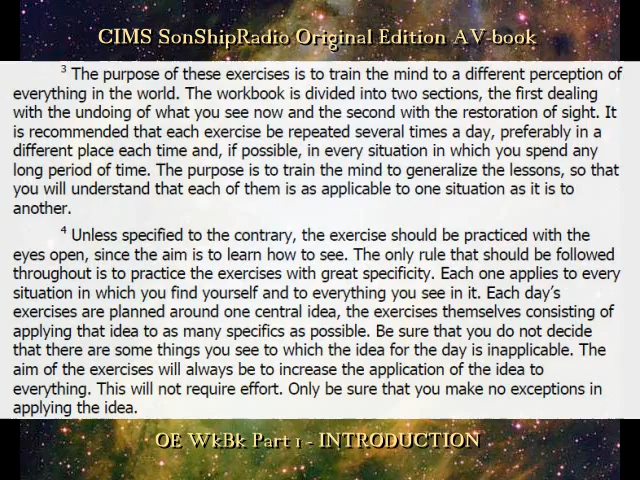 CIMS SonShipRadio Original Edition AV-book
3 The purpose of these exercises is to train the mind to a different perception of
everything in the world. The workbook is divided into two sections, the first dealing
with the undoing of what you see now and the second with the restoration of sight. It
is recommended that each exercise be repeated several times a day, preferably in a
different place each time and, if possible, in every situation in which you spend any
long period of time. The purpose is to train the mind to generalize the lessons, so that
you will understand that each of them is as applicable to one situation as it is to
another.
4 Unless specified to the contrary, the exercise should be practiced with the
eyes open, since the aim is to learn how to see. The only rule that should be followed
throughout is to practice the exercises with great specificity. Each one applies to every
situation in which you find yourself and to everything you see in it. Each day's
exercises are planned around one central idea, the exercises themselves consisting of
applying that idea to as many specifics as possible. Be sure that you do not decide
that there are some things you see to which the idea for the day is inapplicable. The
aim of the exercises will always be to increase the application of the idea to
everything. This will not require effort. Only be sure that you make no exceptions in
applying the idea.
OE WkBk Part 1 - INTRODUCTION